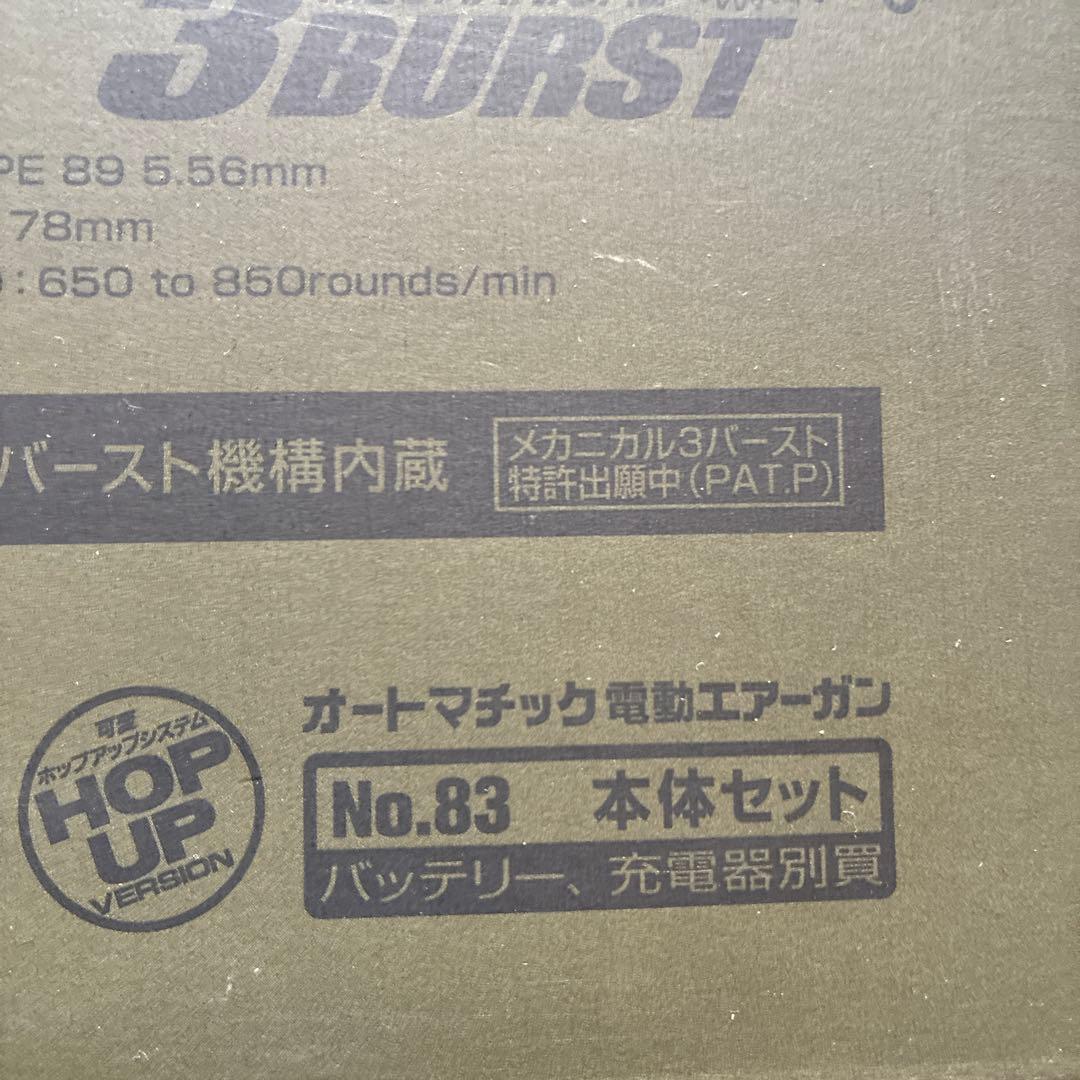 3BURST
PE 89 5.56mm
78mm
:650 to 850rounds/min
バースト機構内蔵
メカニカル3バースト
特許出願中(PAT.P)
可変
ホップアップシステム
HOP
UP
VERSION
オートマチック電動エアーガン
No.83 本体セット
バッテリー、充電器別買